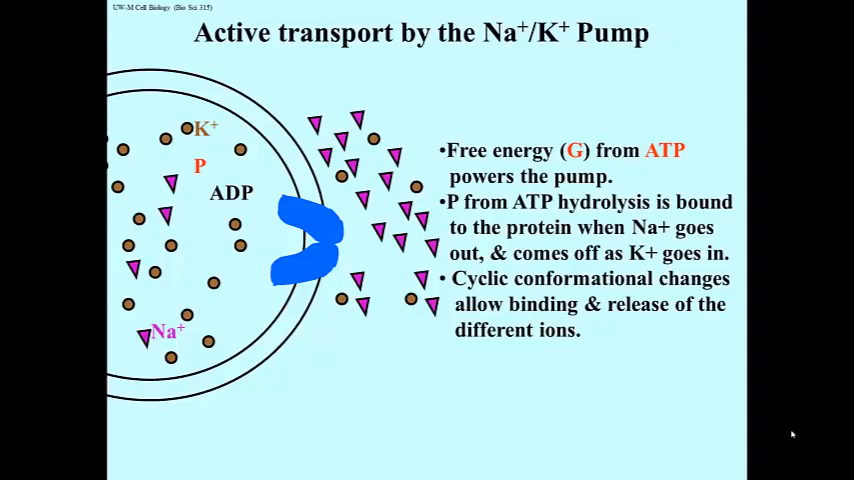 UW-M Cell Biology (Bio Sci 315)
Active transport by the Na⁺/K⁺ Pump
K⁺
P
ADP
Na⁺
•Free energy (G) from ATP
powers the pump.
•P from ATP hydrolysis is bound
to the protein when Na+ goes
out, & comes off as K+ goes in.
• Cyclic conformational changes
allow binding & release of the
different ions.